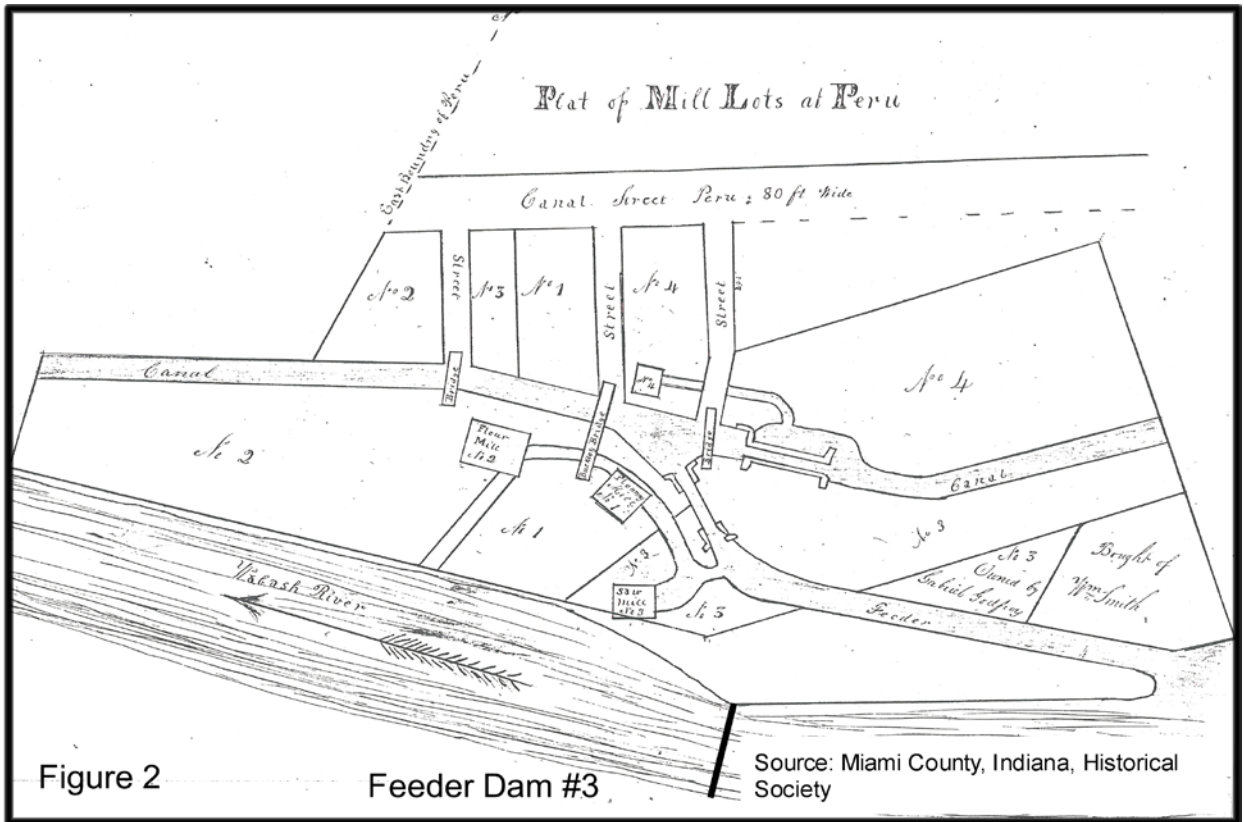 Plat of Mill Lots at Peru
East Boundry of Peru
Canal Street Peru : 80 ft Wide
No 2
Street
No 3
No 1
Street
No 4
Street
No 4
Canal
Bridge
No 4
Bridge
Flour
Mill
No 2
Bridge
No 2
No 1
No 1
Canal
No 3
No 3
No 3
Owned by
Gabriel Godfroy
Bought of
Wm Smith
Saw
Mill
No 3
No 3
Feeder
Wabash River
Figure 2
Feeder Dam #3
Source: Miami County, Indiana, Historical
Society